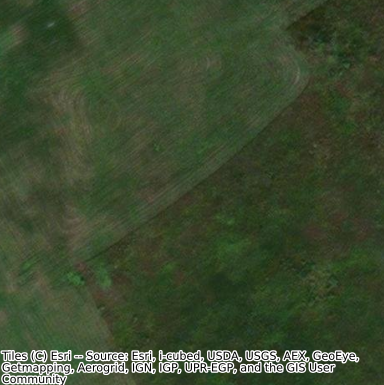 Tiles (C) Esri -- Source: Esri, i-cubed, USDA, USGS, AEX, GeoEye,
Getmapping, Aerogrid, IGN, IGP, UPR-EGP, and the GIS User
Community